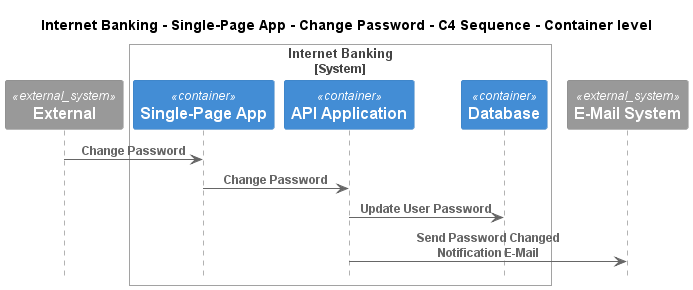 Internet Banking - Single-Page App - Change Password - C4 Sequence - Container level
Internet Banking
[System]
«external_system»
External
«container»
Single-Page App
«container»
API Application
«container»
Database
«external_system»
E-Mail System
Change Password
Change Password
Update User Password
Send Password Changed
Notification E-Mail